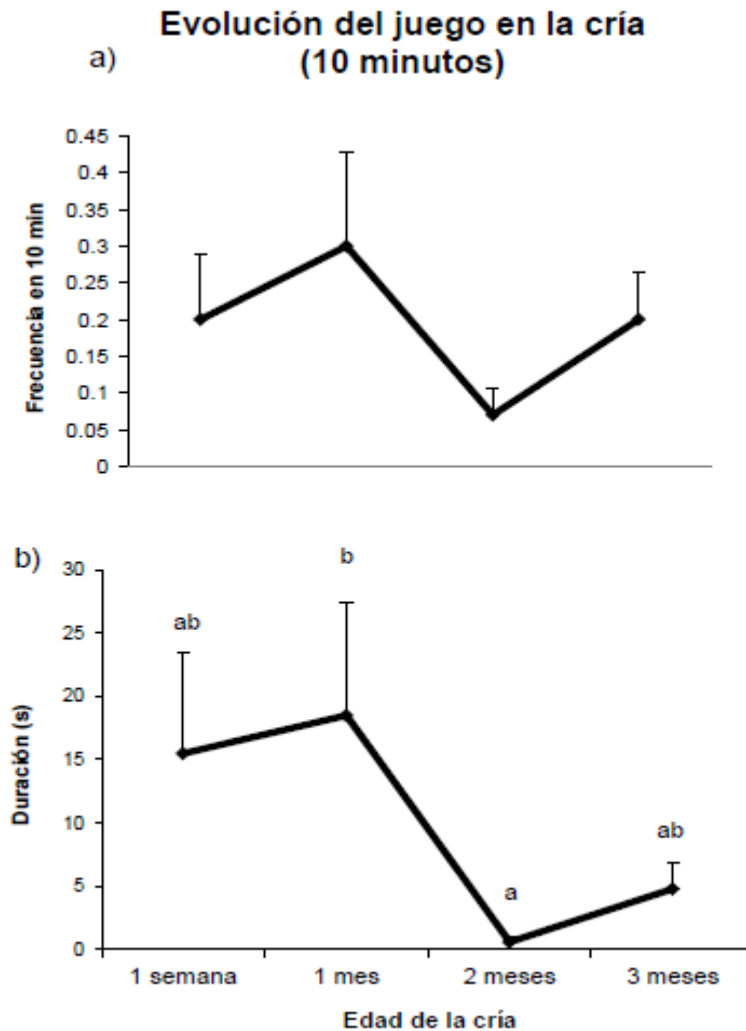 Evolución del juego en la cría
(10 minutos)
a)
0.45
0.4
0.35
0.3
0.25
0.2
0.15
0.1
0.05
0
Frecuencia en 10 min
b)
30
25
20
15
10
5
0
Duración (s)
ab
b
a
ab
1 semana 1 mes 2 meses 3 meses
Edad de la cría